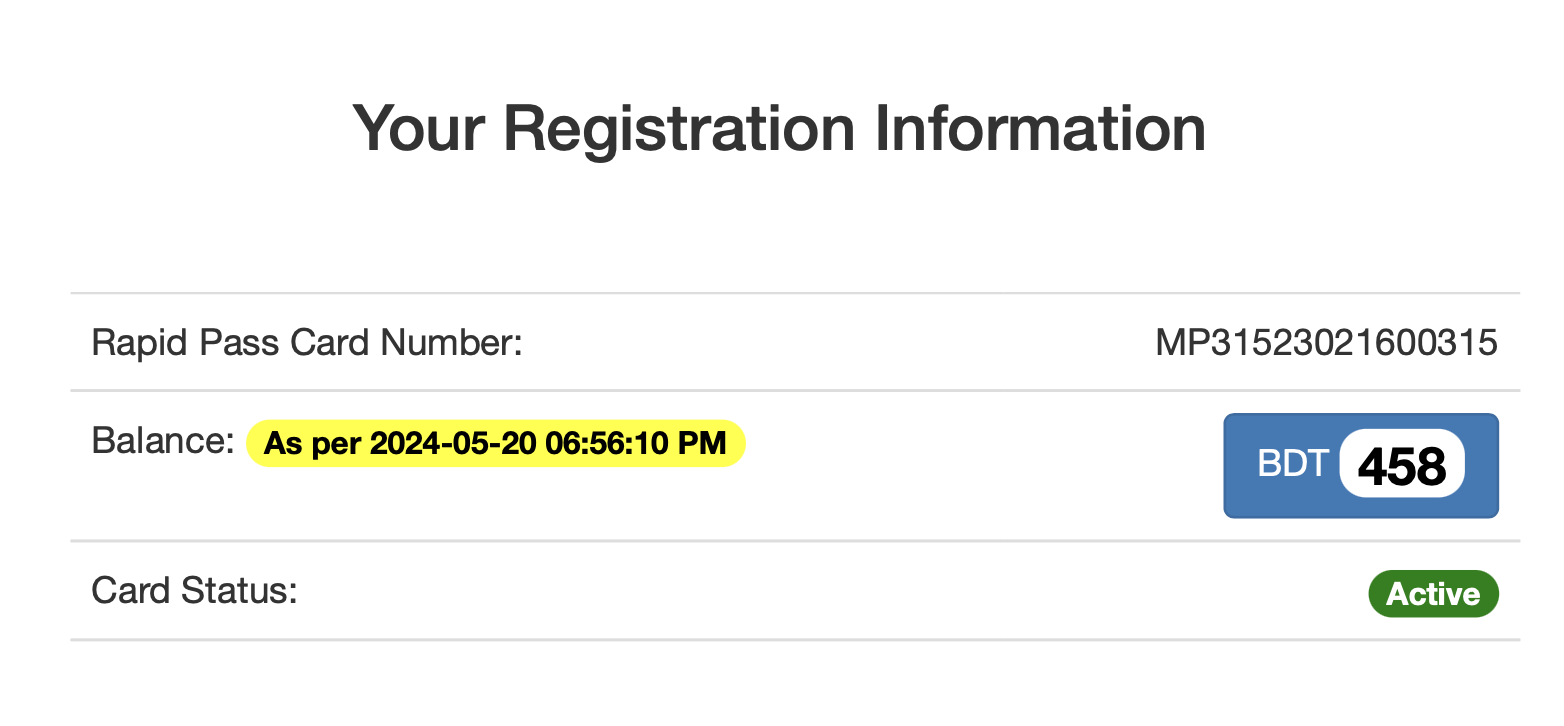 Your Registration Information
Rapid Pass Card Number: MP31523021600315
Balance: As per 2024-05-20 06:56:10 PM BDT 458
Card Status: Active